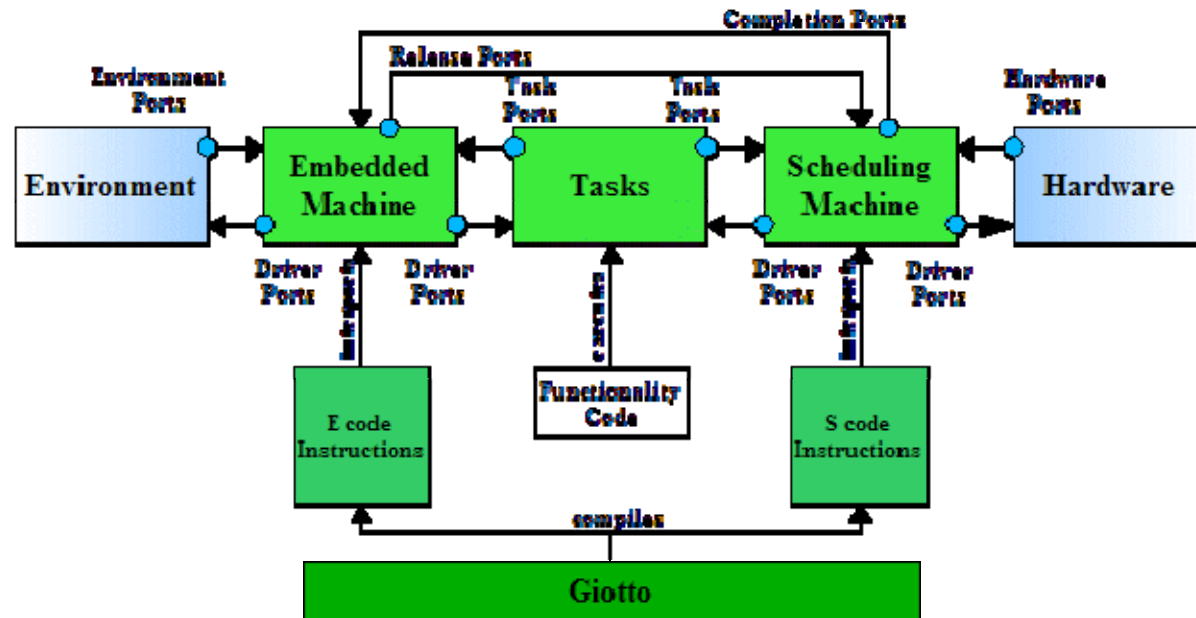 Completion Ports
Release Ports
Environment
Ports
Task
Ports
Task
Ports
Hardware
Ports
Environment
Embedded
Machine
Tasks
Scheduling
Machine
Hardware
Driver
Ports
Driver
Ports
Driver
Ports
Driver
Ports
E code
Instructions
Functionality
Code
S code
Instructions
compiles
Giotto